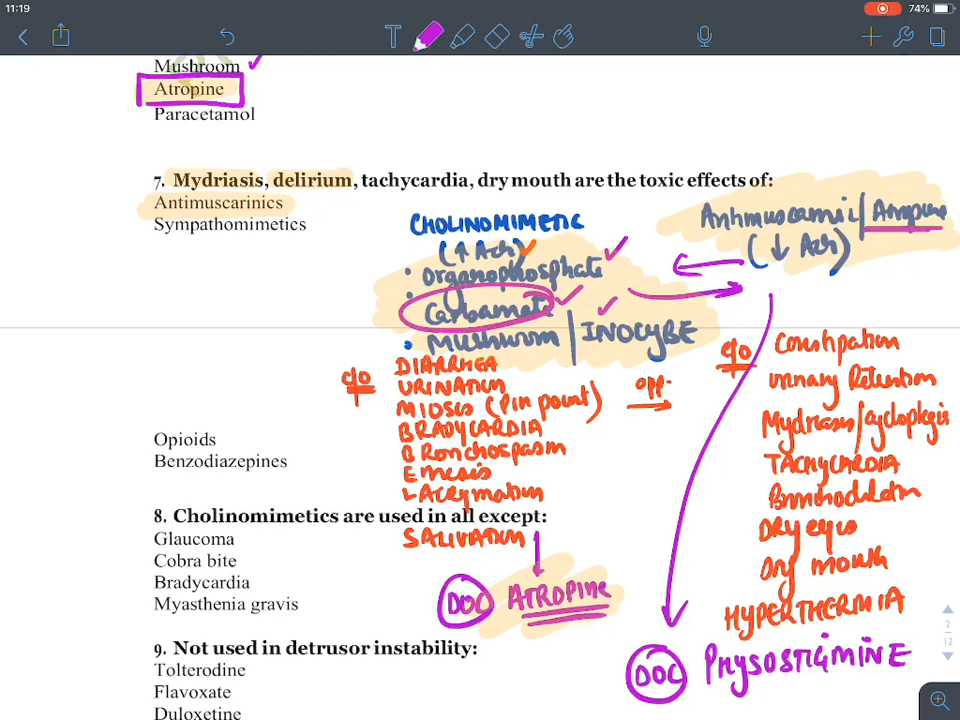 11:19
74%
T
Mushroom
Atropine
Paracetamol
7. Mydriasis, delirium, tachycardia, dry mouth are the toxic effects of:
Antimuscarinics
Sympathomimetics
CHOLINOMIMETIC
(↑ Ach)
• Organophosphate
• Carbamate
• Mushroom | INOCYBE
Antimuscarinic/Atropine
(↓ Ach)
c/o
DIARRHEA
URINATION
MIOSIS (Pin point)
BRADYCARDIA
BRonchospasm
Emesis
LACRymation
SALIVATION
opp.
c/o
Constipation
Urinary Retention
Mydriasis/cycloplegia
TACHYCARDIA
Bronchodilation
DRy eyes
Dry mouth
HYPERTHERMIA
Opioids
Benzodiazepines
8. Cholinomimetics are used in all except:
Glaucoma
Cobra bite
Bradycardia
Myasthenia gravis
DOC ATROPINE
DOC PHYSOSTIGMINE
9. Not used in detrusor instability:
Tolterodine
Flavoxate
Duloxetine
2
12